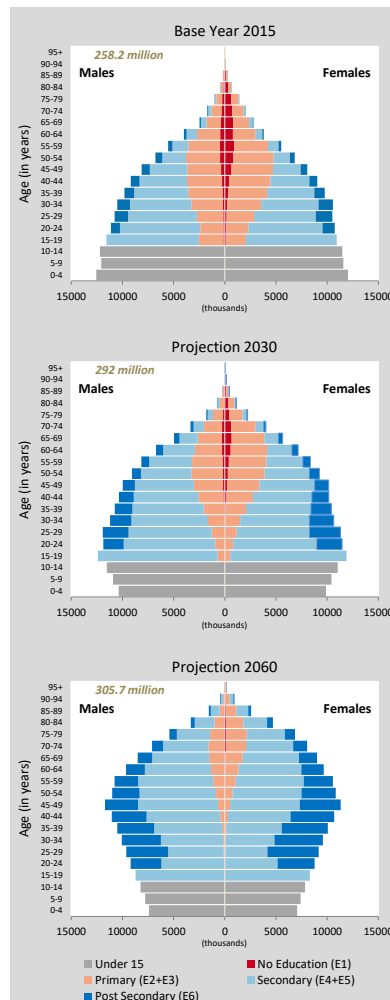 Base Year 2015
258.2 million
Males Females
Age (in years)
95+
90-94
85-89
80-84
75-79
70-74
65-69
60-64
55-59
50-54
45-49
40-44
35-39
30-34
25-29
20-24
15-19
10-14
5-9
0-4
15000 10000 5000 0 5000 10000 15000
(thousands)
Projection 2030
292 million
Males Females
Age (in years)
95+
90-94
85-89
80-84
75-79
70-74
65-69
60-64
55-59
50-54
45-49
40-44
35-39
30-34
25-29
20-24
15-19
10-14
5-9
0-4
15000 10000 5000 0 5000 10000 15000
(thousands)
Projection 2060
305.7 million
Males Females
Age (in years)
95+
90-94
85-89
80-84
75-79
70-74
65-69
60-64
55-59
50-54
45-49
40-44
35-39
30-34
25-29
20-24
15-19
10-14
5-9
0-4
15000 10000 5000 0 5000 10000 15000
(thousands)
Under 15 No Education (E1)
Primary (E2+E3) Secondary (E4+E5)
Post Secondary (E6)